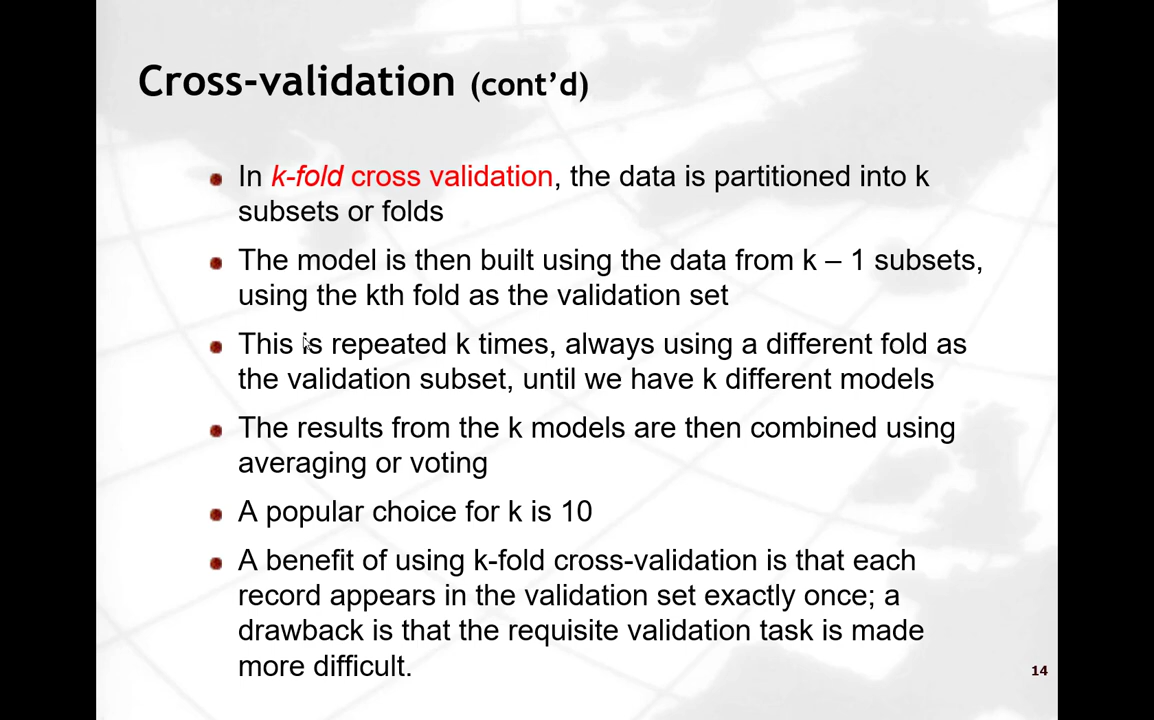 Cross-validation (cont’d)
In k-fold cross validation, the data is partitioned into k
subsets or folds
The model is then built using the data from k – 1 subsets,
using the kth fold as the validation set
This is repeated k times, always using a different fold as
the validation subset, until we have k different models
The results from the k models are then combined using
averaging or voting
A popular choice for k is 10
A benefit of using k-fold cross-validation is that each
record appears in the validation set exactly once; a
drawback is that the requisite validation task is made
more difficult.
14